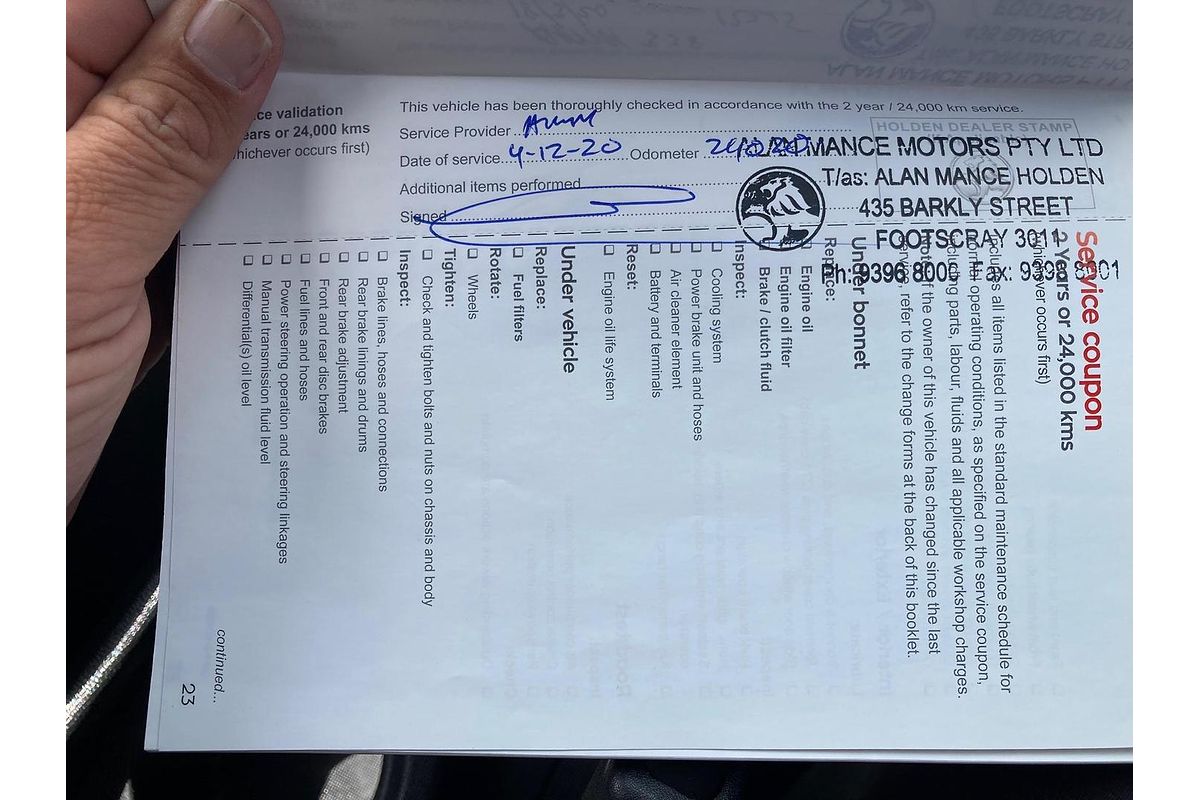 ce validation
ears or 24,000 kms
hichever occurs first)
This vehicle has been thoroughly checked in accordance with the 2 year / 24,000 km service.
Service Provider
Date of service 4-12-20 Odometer
Additional items performed
Signed
HOLDEN DEALER STAMP
MANCE MOTORS PTY LTD
T/as: ALAN MANCE HOLDEN
435 BARKLY STREET
FOOTSCRAY 3011
Ph: 9396 8001 Fax: 9396 8101
Service coupon
2 Years or 24,000 kms
whichever occurs first)
Includes all items listed in the standard maintenance schedule for
normal operating conditions, as specified on the service coupon,
including parts, labour, fluids and all applicable workshop charges.
of the owner of this vehicle has changed since the last
service, refer to the change forms at the back of this booklet.
Under bonnet
Replace:
❏ Engine oil
❏ Engine oil filter
❏ Brake / clutch fluid
Inspect:
❏ Cooling system
❏ Power brake unit and hoses
❏ Air cleaner element
❏ Battery and terminals
Reset:
❏ Engine oil life system
Under vehicle
Replace:
❏ Fuel filters
Rotate:
❏ Wheels
Tighten:
❏ Check and tighten bolts and nuts on chassis and body
Inspect:
❏ Brake lines, hoses and connections
❏ Rear brake linings and drums
❏ Rear brake adjustment
❏ Front and rear disc brakes
❏ Fuel lines and hoses
❏ Power steering operation and steering linkages
❏ Manual transmission fluid level
❏ Differential(s) oil level
continued...
23